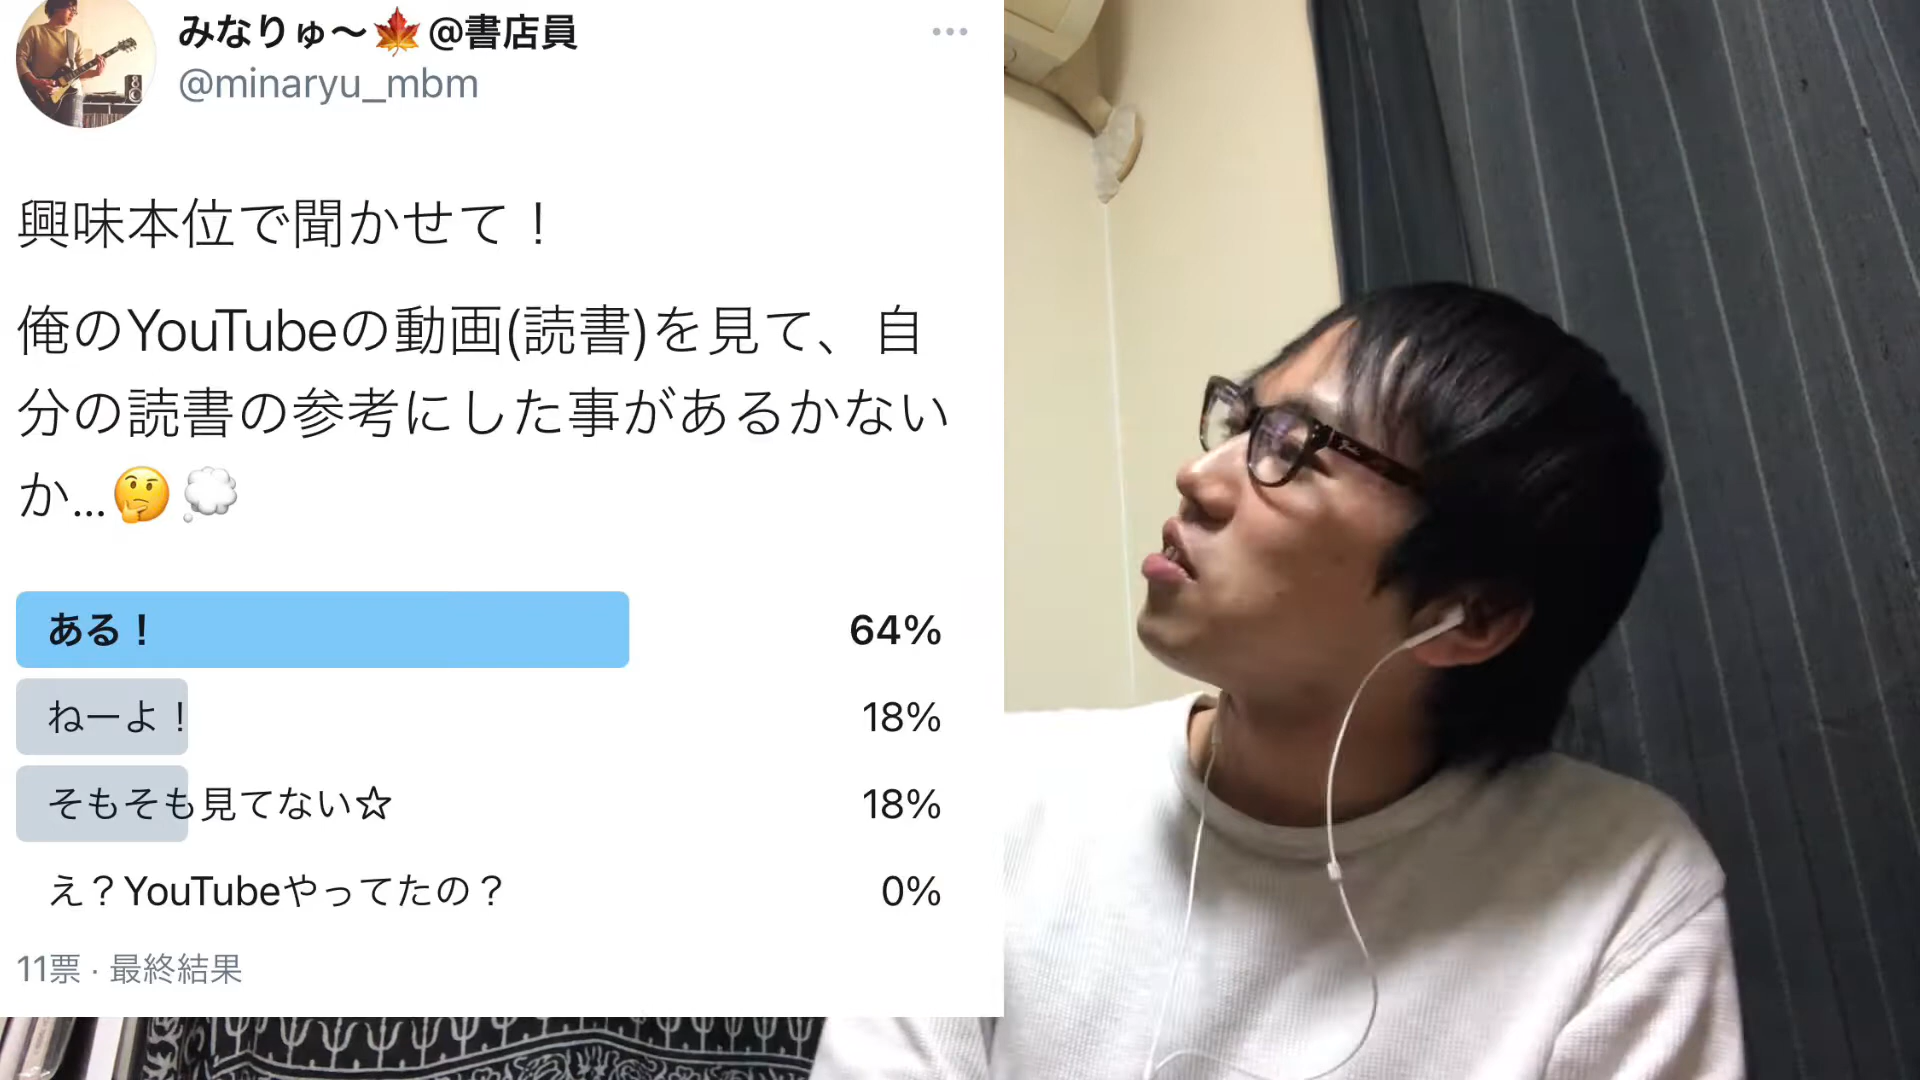 みなりゅ〜🍁@書店員
@minaryu_mbm
興味本位で聞かせて！
俺のYouTubeの動画(読書)を見て、自
分の読書の参考にした事があるかない
か...🤔💭
ある！ 64%
ねーよ！ 18%
そもそも見てない☆ 18%
え？YouTubeやってたの？ 0%
11票 · 最終結果